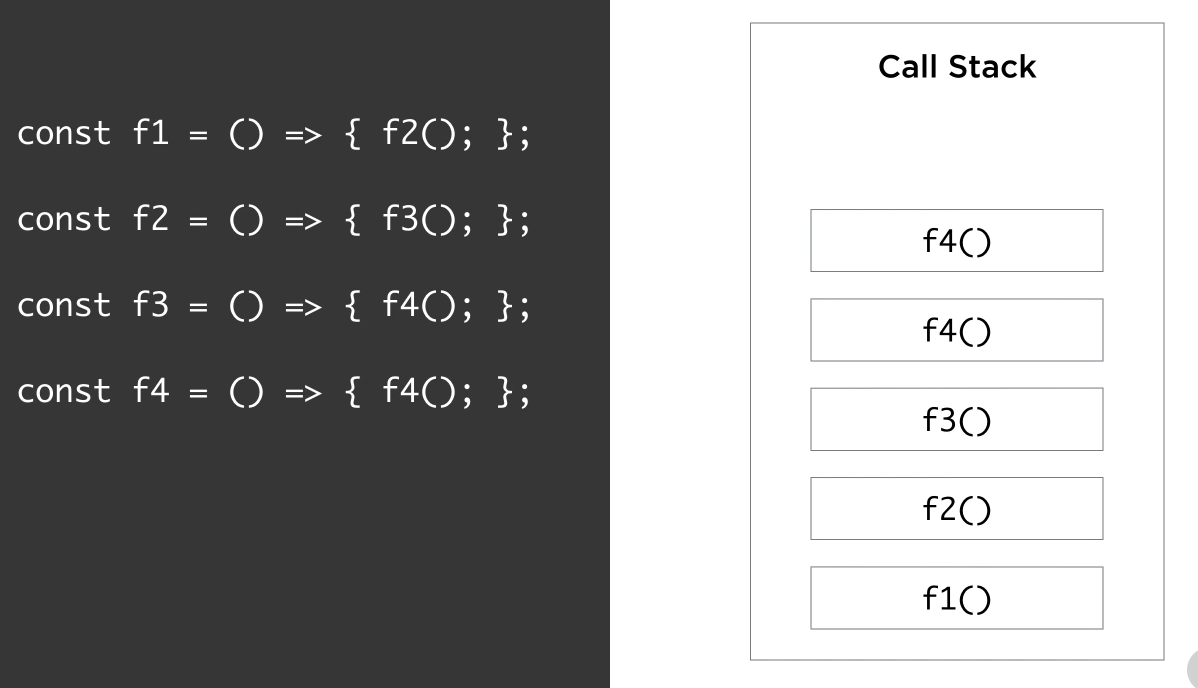 const f1 = () => { f2(); };
const f2 = () => { f3(); };
const f3 = () => { f4(); };
const f4 = () => { f4(); };
Call Stack
f4()
f4()
f3()
f2()
f1()